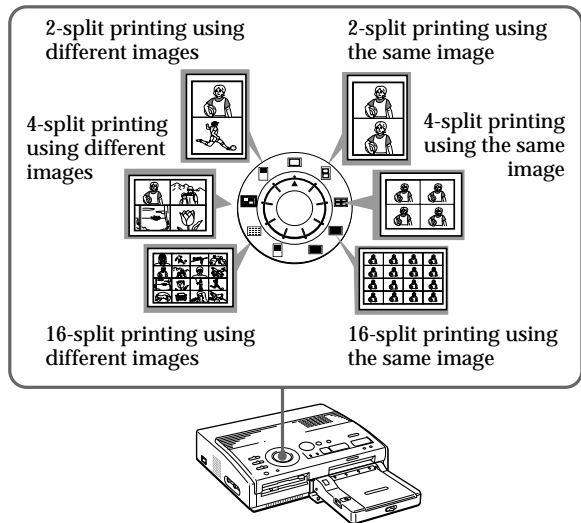 2-split printing using
different images
2-split printing using
the same image
4-split printing
using different
images
4-split printing
using the same
image
16-split printing using
different images
16-split printing using
the same image